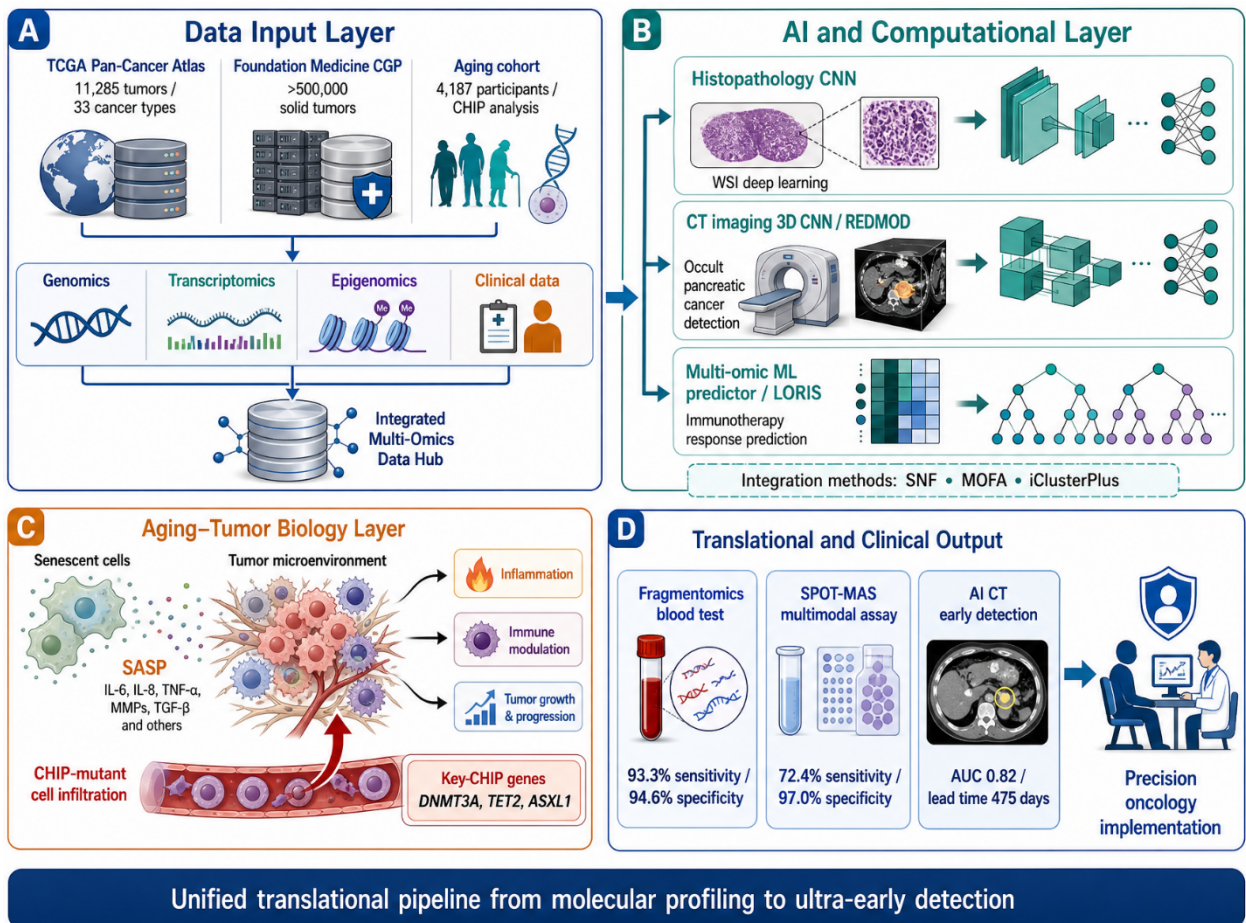 A
Data Input Layer
TCGA Pan-Cancer Atlas
11,285 tumors /
33 cancer types
Foundation Medicine CGP
>500,000
solid tumors
Aging cohort
4,187 participants /
CHIP analysis
Genomics
Transcriptomics
Epigenomics
Me
Me
Clinical data
Integrated
Multi-Omics
Data Hub
B
AI and Computational Layer
Histopathology CNN
WSI deep learning
CT imaging 3D CNN / REDMOD
Occult
pancreatic
cancer
detection
Multi-omic ML
predictor / LORIS
Immunotherapy
response prediction
Integration methods: SNF • MOFA • iClusterPlus
C
Aging–Tumor Biology Layer
Senescent cells
Tumor microenvironment
SASP
IL-6, IL-8, TNF-α,
MMPs, TGF-β
and others
Inflammation
Immune
modulation
Tumor growth
& progression
CHIP-mutant
cell infiltration
Key-CHIP genes
DNMT3A, TET2, ASXL1
D
Translational and Clinical Output
Fragmentomics
blood test
93.3% sensitivity /
94.6% specificity
SPOT-MAS
multimodal assay
72.4% sensitivity /
97.0% specificity
AI CT
early detection
AUC 0.82 /
lead time 475 days
Precision
oncology
implementation
Unified translational pipeline from molecular profiling to ultra-early detection